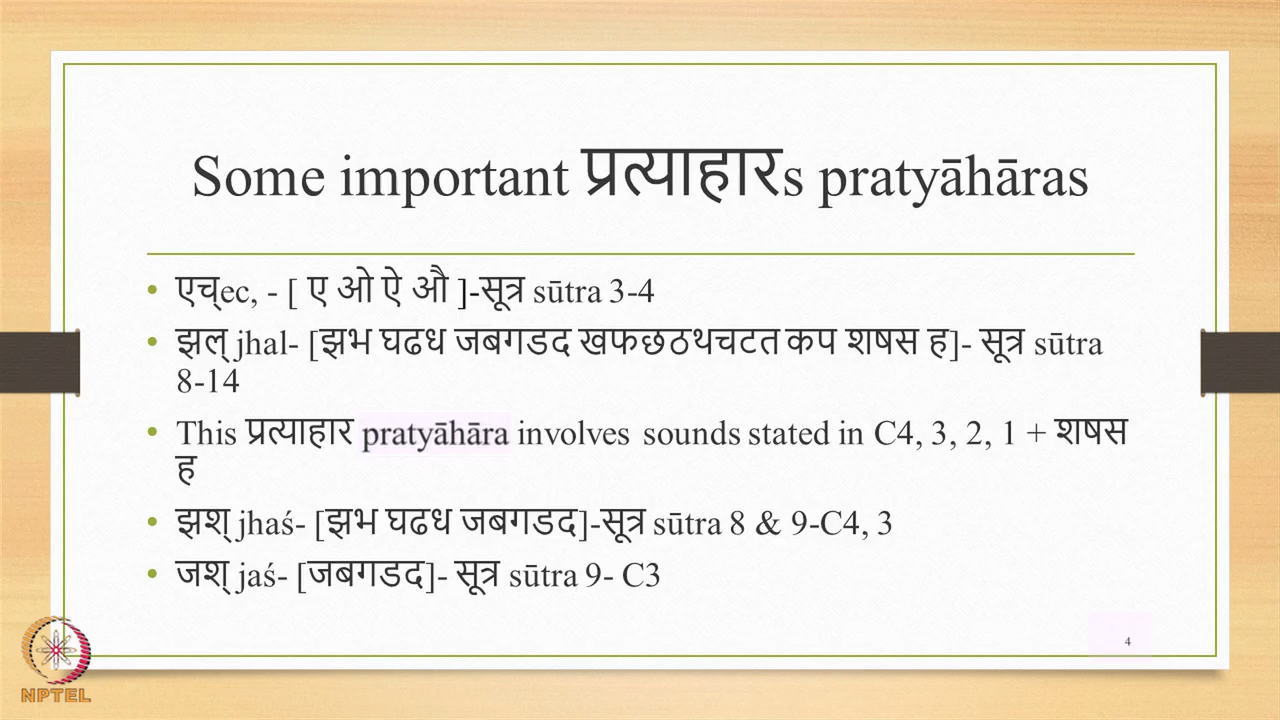 Some important प्रत्याहारs pratyāhāras
• एच्ec, - [ ए ओ ऐ औ ]-सूत्र sūtra 3-4
• झल् jhal- [झभ घढध जबगडद खफछठथचटत कप शषस ह]- सूत्र sūtra
8-14
• This प्रत्याहार pratyāhāra involves sounds stated in C4, 3, 2, 1 + शषस
ह
• झश् jhaś- [झभ घढध जबगडद]-सूत्र sūtra 8 & 9-C4, 3
• जश् jaś- [जबगडद]- सूत्र sūtra 9- C3
4
NPTEL